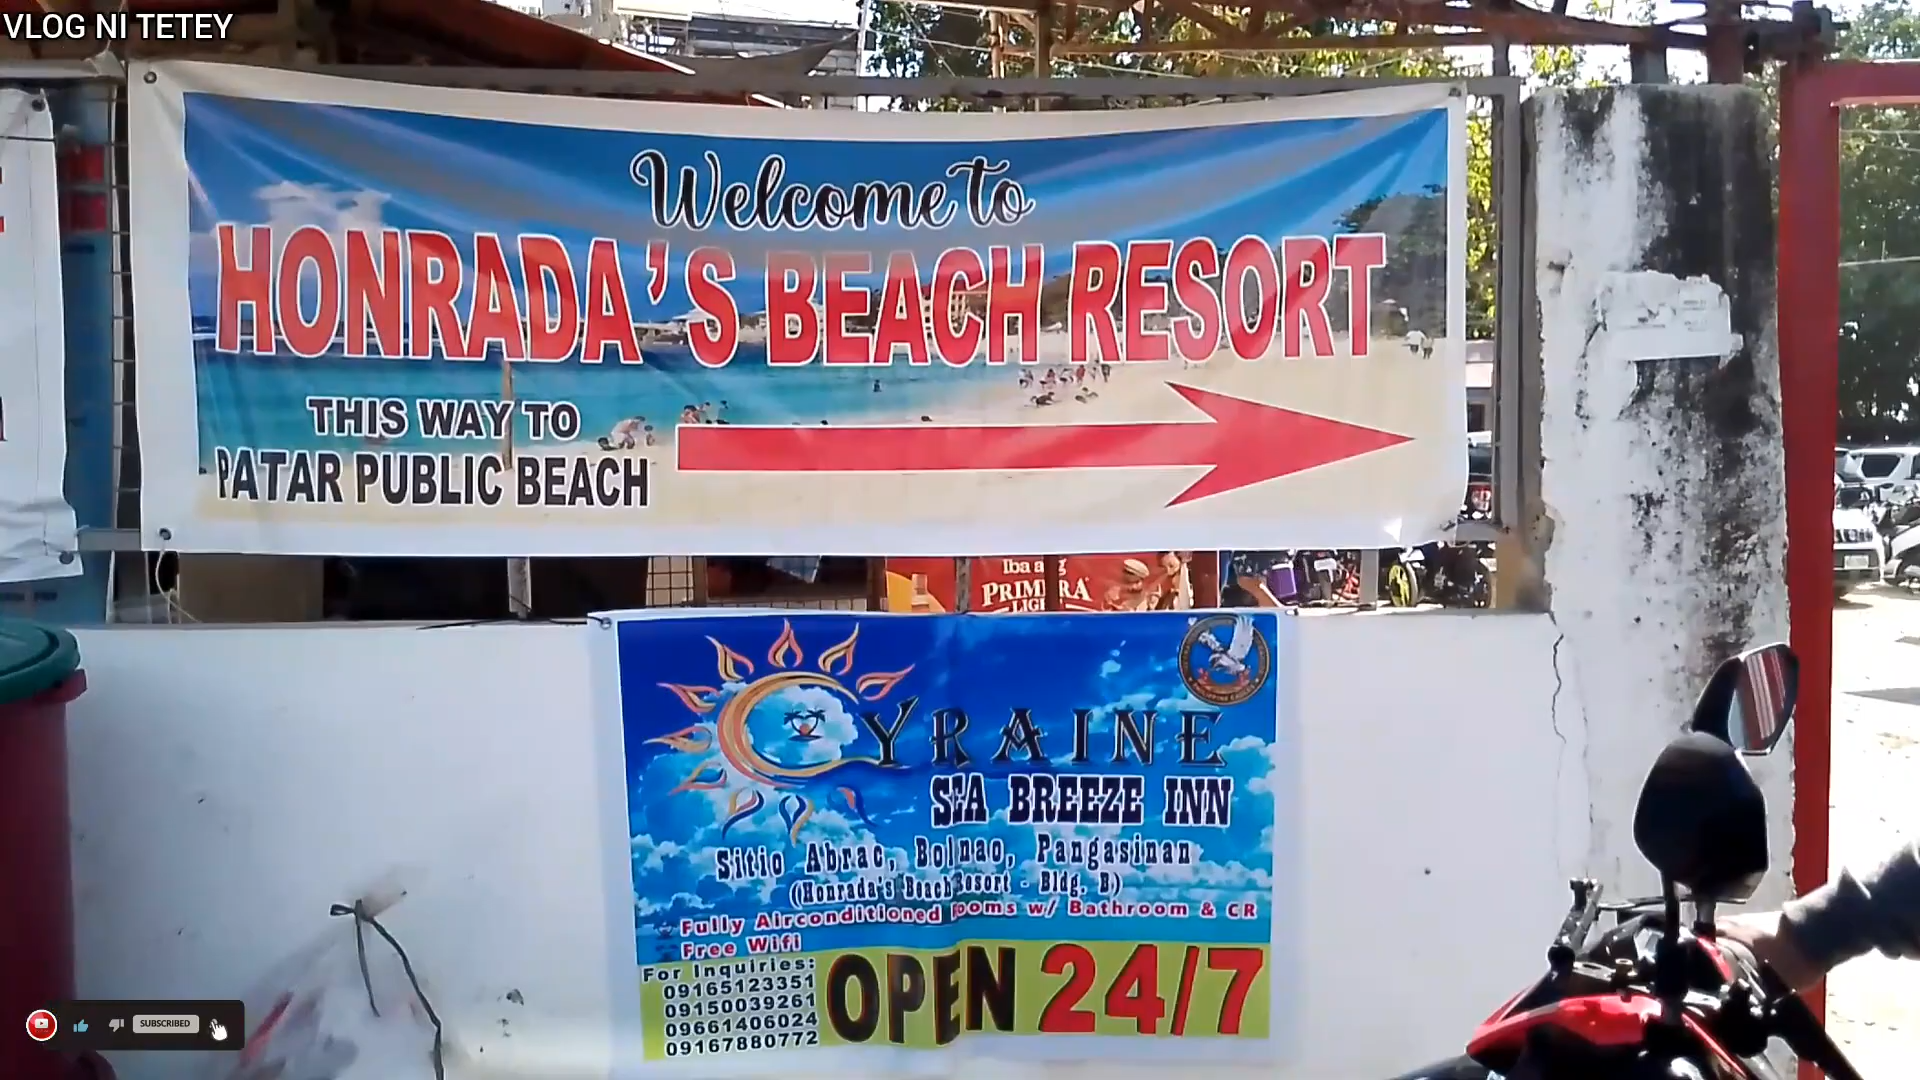 VLOG NI TETEY
Welcome to
HONRADA'S BEACH RESORT
THIS WAY TO
PATAR PUBLIC BEACH
Iba ang
PRIMERA
LIGHT
CYRAINE
SEA BREEZE INN
Sitio Abrac, Bolinao, Pangasinan
(Honrada's Beach Resort - Bldg. B)
Fully Airconditioned rooms w/ Bathroom & CR
Free Wifi
For Inquiries:
09165123351
09150039261
09661406024
09167880772
OPEN 24/7
SUBSCRIBED